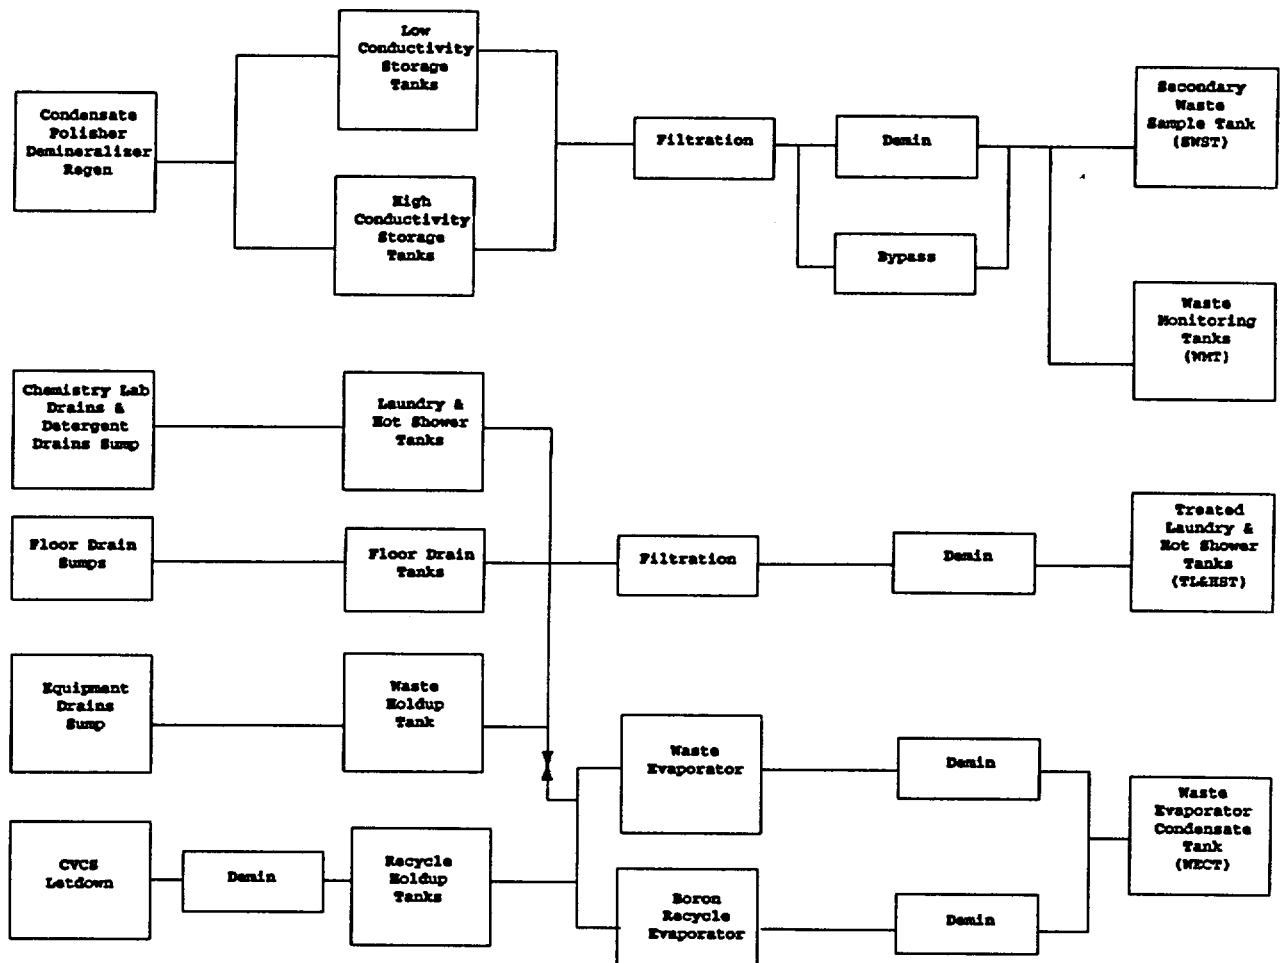 Condensate
Polisher
Demineralizer
Regen
Low
Conductivity
Storage
Tanks
High
Conductivity
Storage
Tanks
Filtration
Demin
Bypass
Secondary
Waste
Sample Tank
(SWST)
Waste
Monitoring
Tanks
(WMT)
Chemistry Lab
Drains &
Detergent
Drains Sump
Laundry &
Hot Shower
Tanks
Floor Drain
Sumps
Floor Drain
Tanks
Filtration
Demin
Treated
Laundry &
Hot Shower
Tanks
(TL&HST)
Equipment
Drains
Sump
Waste
Holdup
Tank
Waste
Evaporator
Demin
CVCS
Letdown
Demin
Recycle
Holdup
Tanks
Boron
Recycle
Evaporator
Demin
Waste
Evaporator
Condensate
Tank
(WECT)